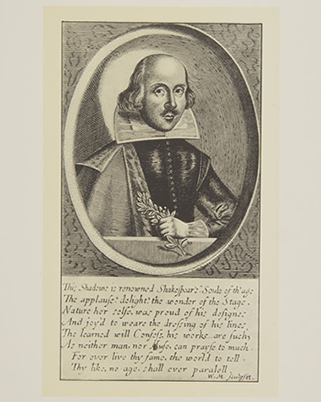 This Shadowe is renowned Shakespear's? Soule of th'age
The applause? delight? the wonder of the Stage.
Nature her selfe, was proud of his designes
And joy'd to weare the dressing of his lines,
The learned will Confess, his works are such,
As neither man, nor Muse, can prayse to much
For ever live thy fame, the world to tell,
Thy like, no age, shall ever paralell.
W.M. sculpsit.